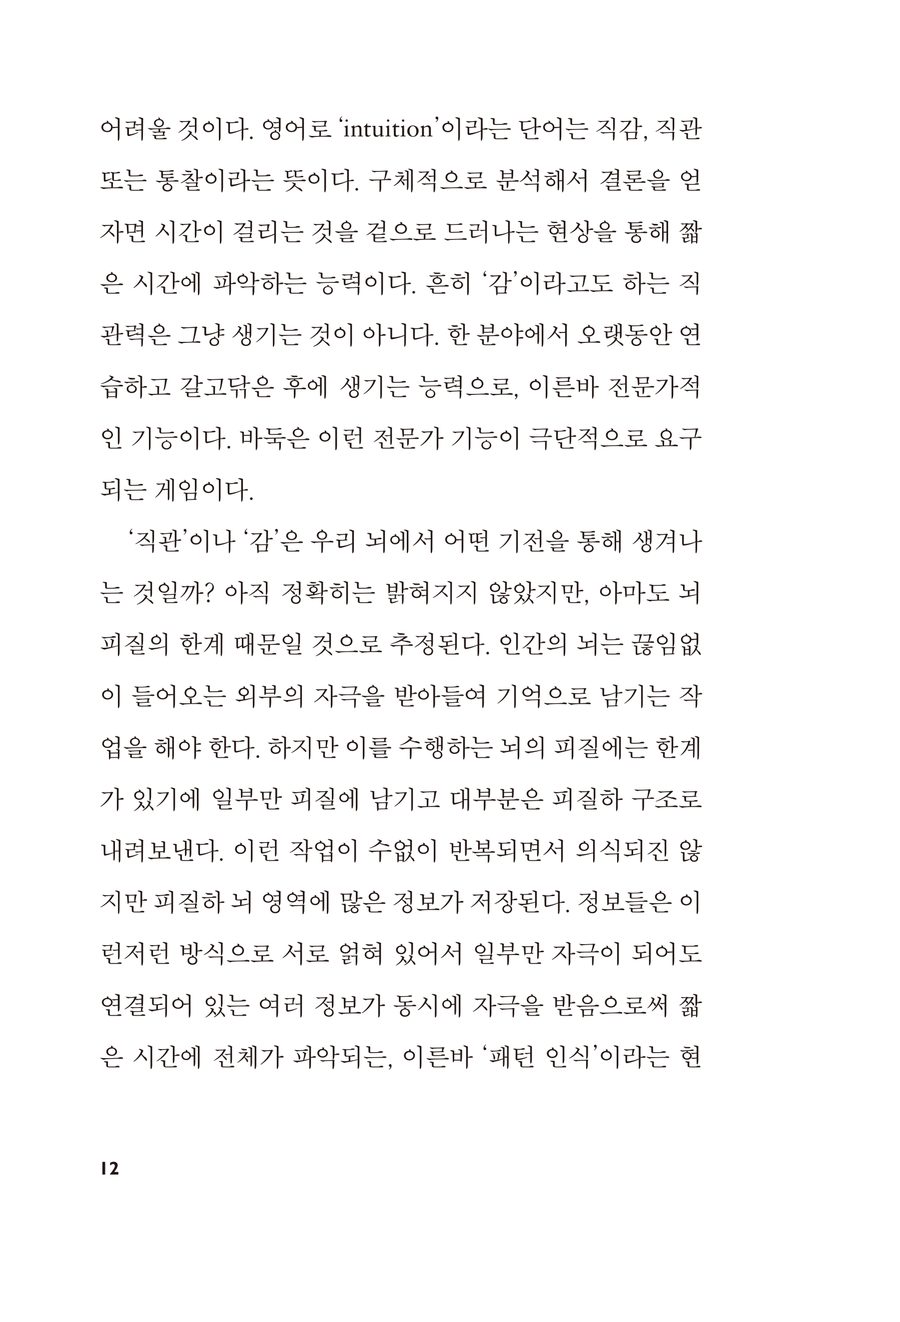 어려울 것이다. 영어로 ‘intuition’이라는 단어는 직감, 직관
또는 통찰이라는 뜻이다. 구체적으로 분석해서 결론을 얻
자면 시간이 걸리는 것을 겉으로 드러나는 현상을 통해 짧
은 시간에 파악하는 능력이다. 흔히 ‘감’이라고도 하는 직
관력은 그냥 생기는 것이 아니다. 한 분야에서 오랫동안 연
습하고 갈고닦은 후에 생기는 능력으로, 이른바 전문가적
인 기능이다. 바둑은 이런 전문가 기능이 극단적으로 요구
되는 게임이다.
‘직관’이나 ‘감’은 우리 뇌에서 어떤 기전을 통해 생겨나
는 것일까? 아직 정확히는 밝혀지지 않았지만, 아마도 뇌
피질의 한계 때문일 것으로 추정된다. 인간의 뇌는 끊임없
이 들어오는 외부의 자극을 받아들여 기억으로 남기는 작
업을 해야 한다. 하지만 이를 수행하는 뇌의 피질에는 한계
가 있기에 일부만 피질에 남기고 대부분은 피질하 구조로
내려보낸다. 이런 작업이 수없이 반복되면서 의식되진 않
지만 피질하 뇌 영역에 많은 정보가 저장된다. 정보들은 이
런저런 방식으로 서로 얽혀 있어서 일부만 자극이 되어도
연결되어 있는 여러 정보가 동시에 자극을 받음으로써 짧
은 시간에 전체가 파악되는, 이른바 ‘패턴 인식’이라는 현
12